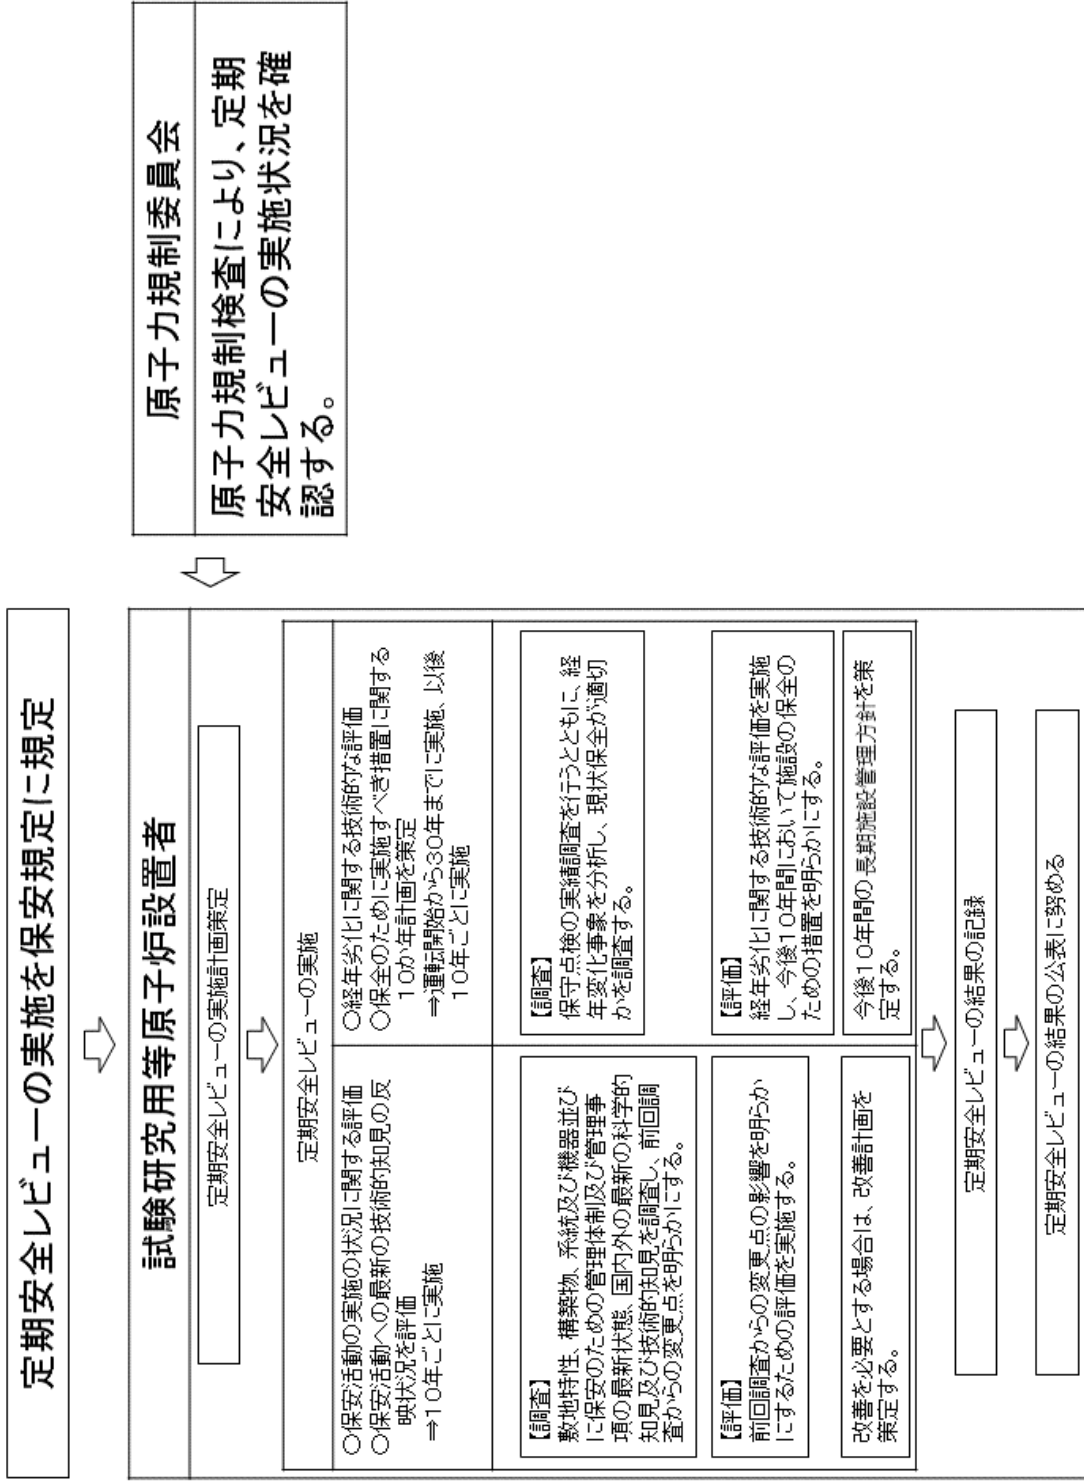 定期安全レビューの実施を保安規定に規定
試験研究用等原子炉設置者
定期安全レビューの実施計画策定
定期安全レビューの実施
○保安活動の実施の状況に関する評価
○保安活動への最新の技術的知見の反
映状況を評価
⇒10年ごとに実施
【調査】
敷地特性、構築物、系統及び機器並び
に保安のための管理体制及び管理事
項の最新状態、国内外の最新の科学的
知見及び技術的知見を調査し、前回調
査からの変更点を明らかにする。
【評価】
前回調査からの変更点の影響を明らか
にするための評価を実施する。
改善を必要とする場合は、改善計画を
策定する。
○経年劣化に関する技術的な評価
○保全のために実施すべき措置に関する
10か年計画を策定
⇒運転開始から30年までに実施、以後
10年ごとに実施
【調査】
保守点検の実績調査を行うとともに、経
年変化事象を分析し、現状保全が適切
かを調査する。
【評価】
経年劣化に関する技術的な評価を実施
し、今後10年間において施設の保全の
ための措置を明らかにする。
今後10年間の長期施設管理方針を策
定する。
定期安全レビューの結果の記録
定期安全レビューの結果の公表に努める
原子力規制委員会
原子力規制検査により、定期
安全レビューの実施状況を確
認する。